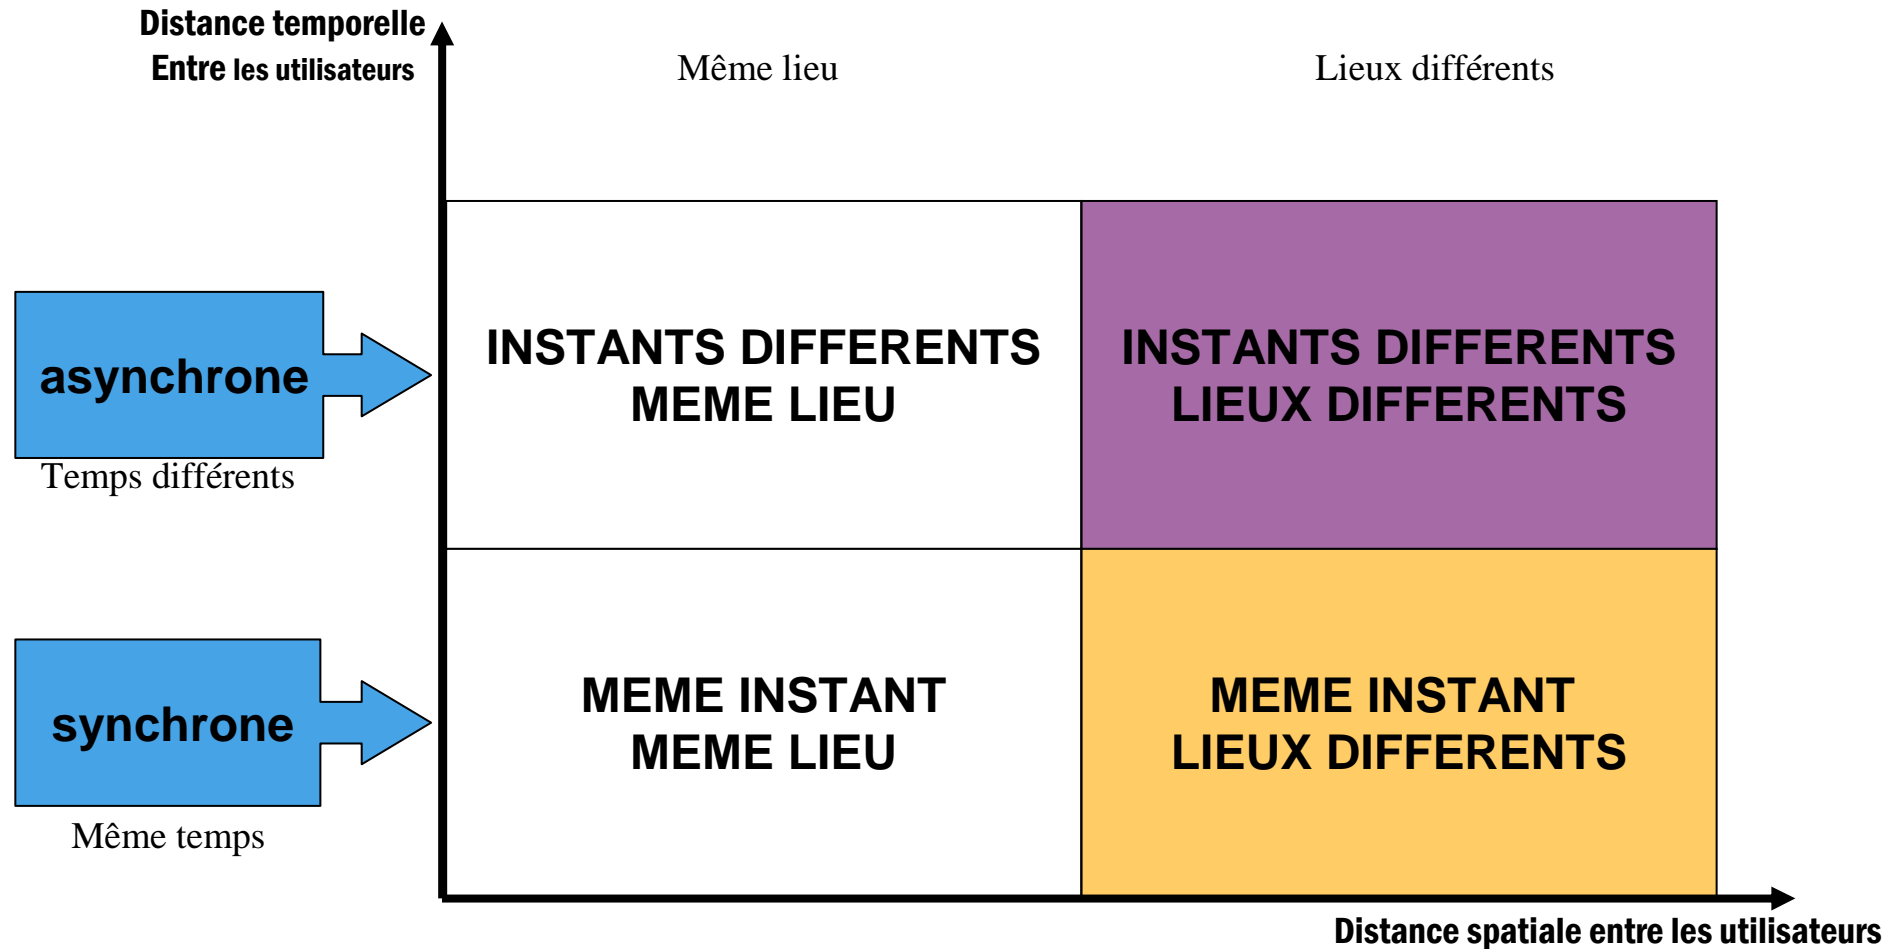 Distance temporelle
Entre les utilisateurs
Même lieu
Lieux différents
asynchrone
Temps différents
INSTANTS DIFFERENTS
MEME LIEU
INSTANTS DIFFERENTS
LIEUX DIFFERENTS
synchrone
Même temps
MEME INSTANT
MEME LIEU
MEME INSTANT
LIEUX DIFFERENTS
Distance spatiale entre les utilisateurs